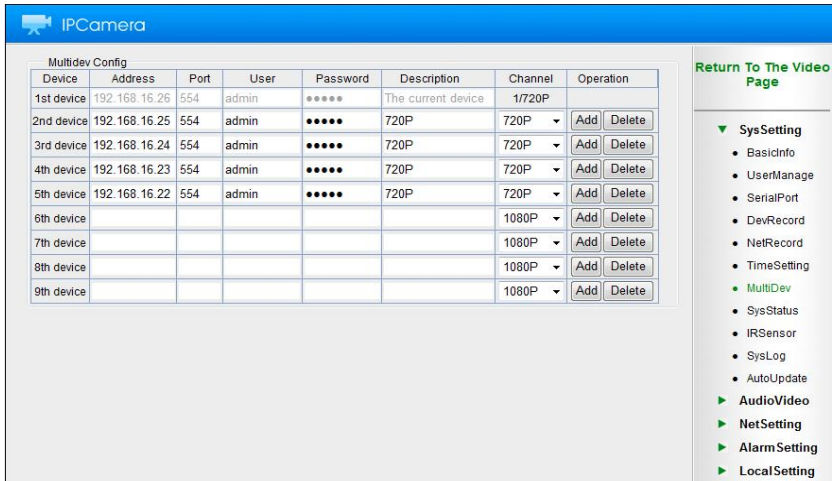 IPCamera
Multidev Config
Device Address Port User Password Description Channel Operation
1st device 192.168.16.26 554 admin ●●●●● The current device 1/720P
2nd device 192.168.16.25 554 admin ●●●●● 720P 720P Add Delete
3rd device 192.168.16.24 554 admin ●●●●● 720P 720P Add Delete
4th device 192.168.16.23 554 admin ●●●●● 720P 720P Add Delete
5th device 192.168.16.22 554 admin ●●●●● 720P 720P Add Delete
6th device 1080P Add Delete
7th device 1080P Add Delete
8th device 1080P Add Delete
9th device 1080P Add Delete
Return To The Video
Page
SysSetting
BasicInfo
UserManage
SerialPort
DevRecord
NetRecord
TimeSetting
MultiDev
SysStatus
IRSensor
SysLog
AutoUpdate
AudioVideo
NetSetting
AlarmSetting
LocalSetting